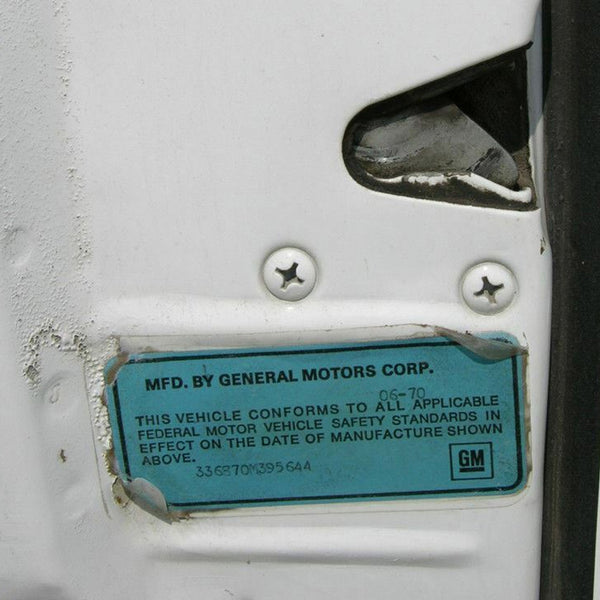 MFD. BY GENERAL MOTORS CORP.
06-70
THIS VEHICLE CONFORMS TO ALL APPLICABLE
FEDERAL MOTOR VEHICLE SAFETY STANDARDS IN
EFFECT ON THE DATE OF MANUFACTURE SHOWN
ABOVE.
336870M395644
GM